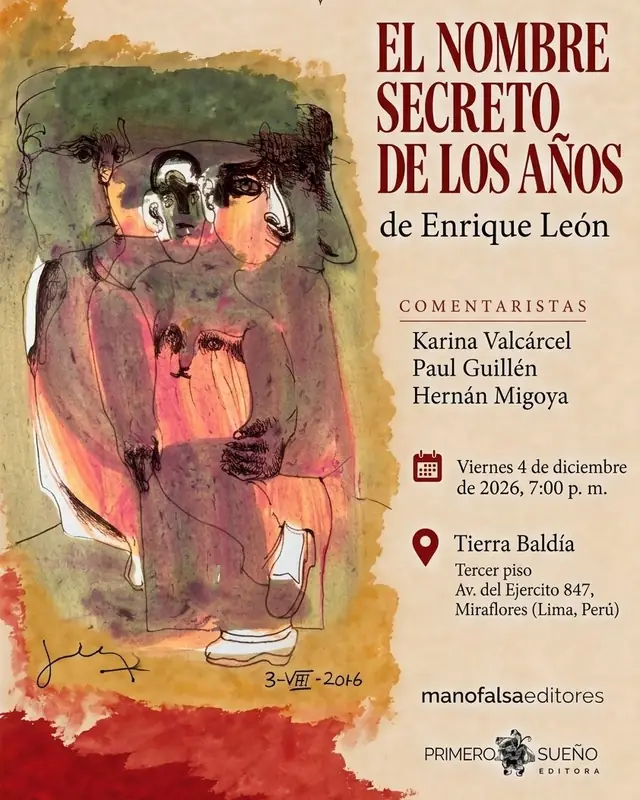 EL NOMBRE
SECRETO
DE LOS AÑOS
de Enrique León
COMENTARISTAS
Karina Valcárcel
Paul Guillén
Hernán Migoya
Viernes 4 de diciembre
de 2026, 7:00 p. m.
Tierra Baldía
Tercer piso
Av. del Ejercito 847,
Miraflores (Lima, Perú)
3-VIII-2016
manofalsaeditores
PRIMERO SUEÑO
EDITORA